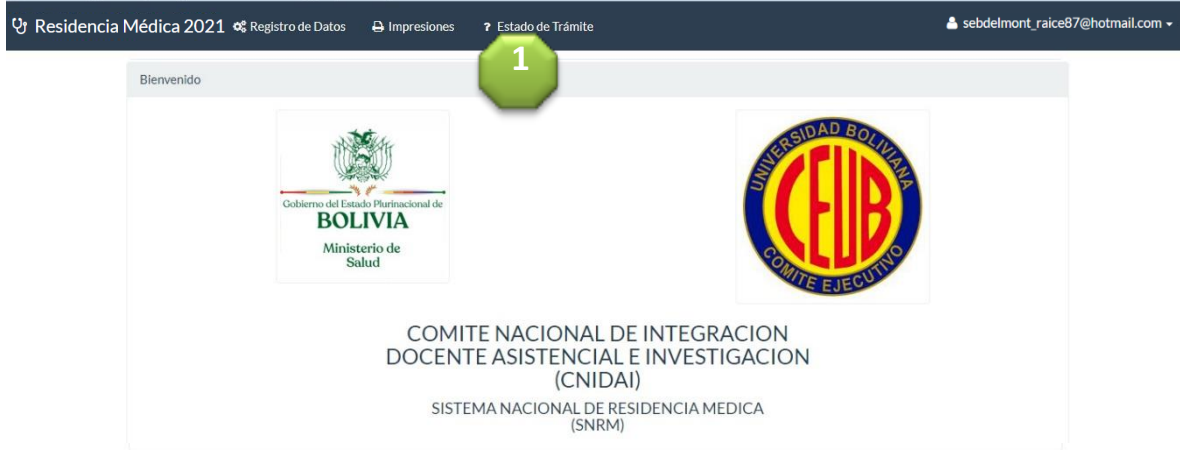 Residencia Médica 2021 Registro de Datos Impresiones ? Estado de Trámite sebdelmont_raice87@hotmail.com
1
Bienvenido
Gobierno del Estado Plurinacional de
BOLIVIA
Ministerio de
Salud
UNIVERSIDAD BOLIVIANA
CEUB
COMITE EJECUTIVO
COMITE NACIONAL DE INTEGRACION
DOCENTE ASISTENCIAL E INVESTIGACION
(CNIDAI)
SISTEMA NACIONAL DE RESIDENCIA MEDICA
(SNRM)